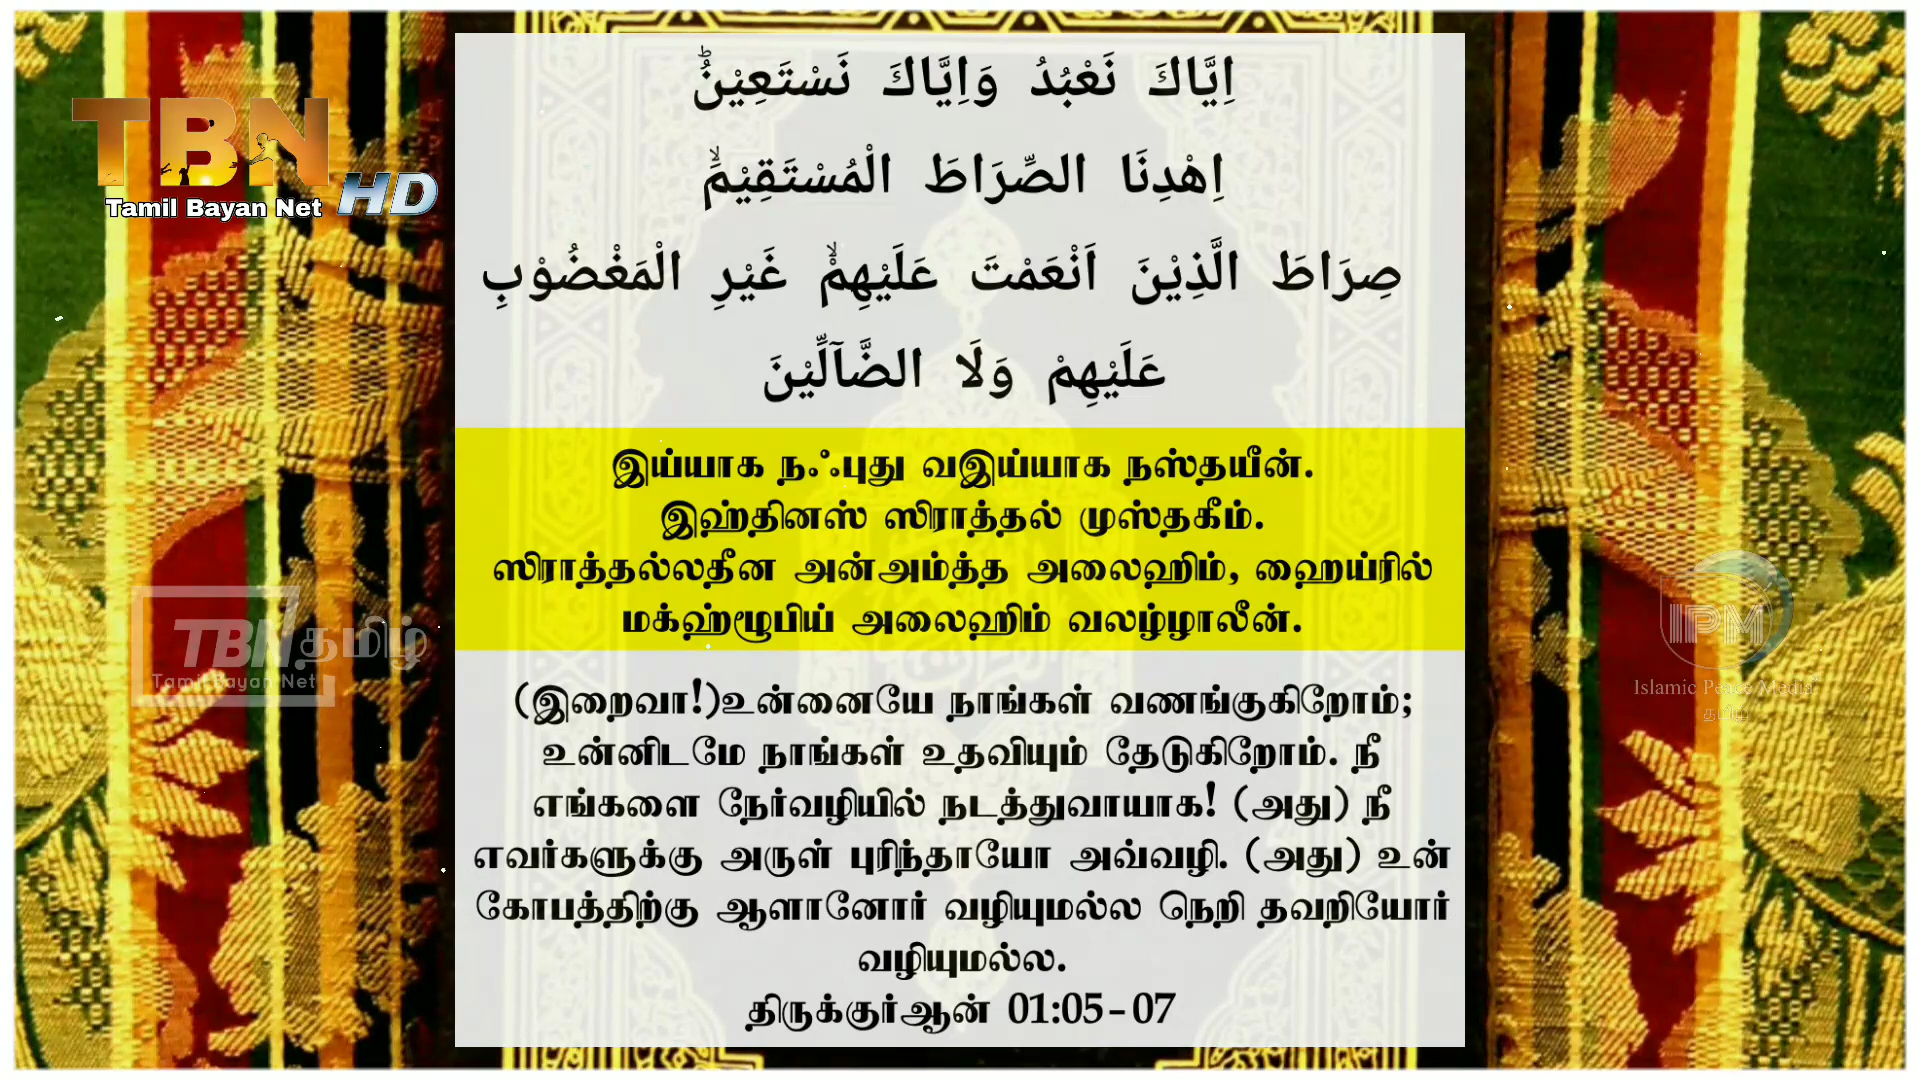 اِيَّاكَ نَعْبُدُ وَاِيَّاكَ نَسْتَعِيْنُؕ
اِهْدِنَا الصِّرَاطَ الْمُسْتَقِيْمَۙ
صِرَاطَ الَّذِيْنَ اَنْعَمْتَ عَلَيْهِمْۙ غَيْرِ الْمَغْضُوْبِ
عَلَيْهِمْ وَلَا الضَّآلِّيْنَ
TBN HD
Tamil Bayan Net
இய்யாக நஃபுது வஇய்யாக நஸ்தயீன்.
இஹ்தினஸ் ஸிராத்தல் முஸ்தகீம்.
ஸிராத்தல்லதீன அன்அம்த்த அலைஹிம், ஹைய்ரில்
மக்ஹ்ழூபிய் அலைஹிம் வலழ்ழாலீன்.
TBN.தமிழ்
Tamil Bayan Net
IPM
Islamic Peace Media
தமிழ்
(இறைவா!)உன்னையே நாங்கள் வணங்குகிறோம்;
உன்னிடமே நாங்கள் உதவியும் தேடுகிறோம். நீ
எங்களை நேர்வழியில் நடத்துவாயாக! (அது) நீ
எவர்களுக்கு அருள் புரிந்தாயோ அவ்வழி. (அது) உன்
கோபத்திற்கு ஆளானோர் வழியுமல்ல நெறி தவறியோர்
வழியுமல்ல.
திருக்குர்ஆன் 01:05-07